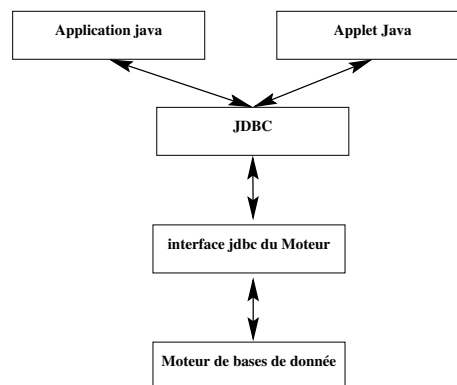 Application java
Applet Java
JDBC
interface jdbc du Moteur
Moteur de bases de donnée